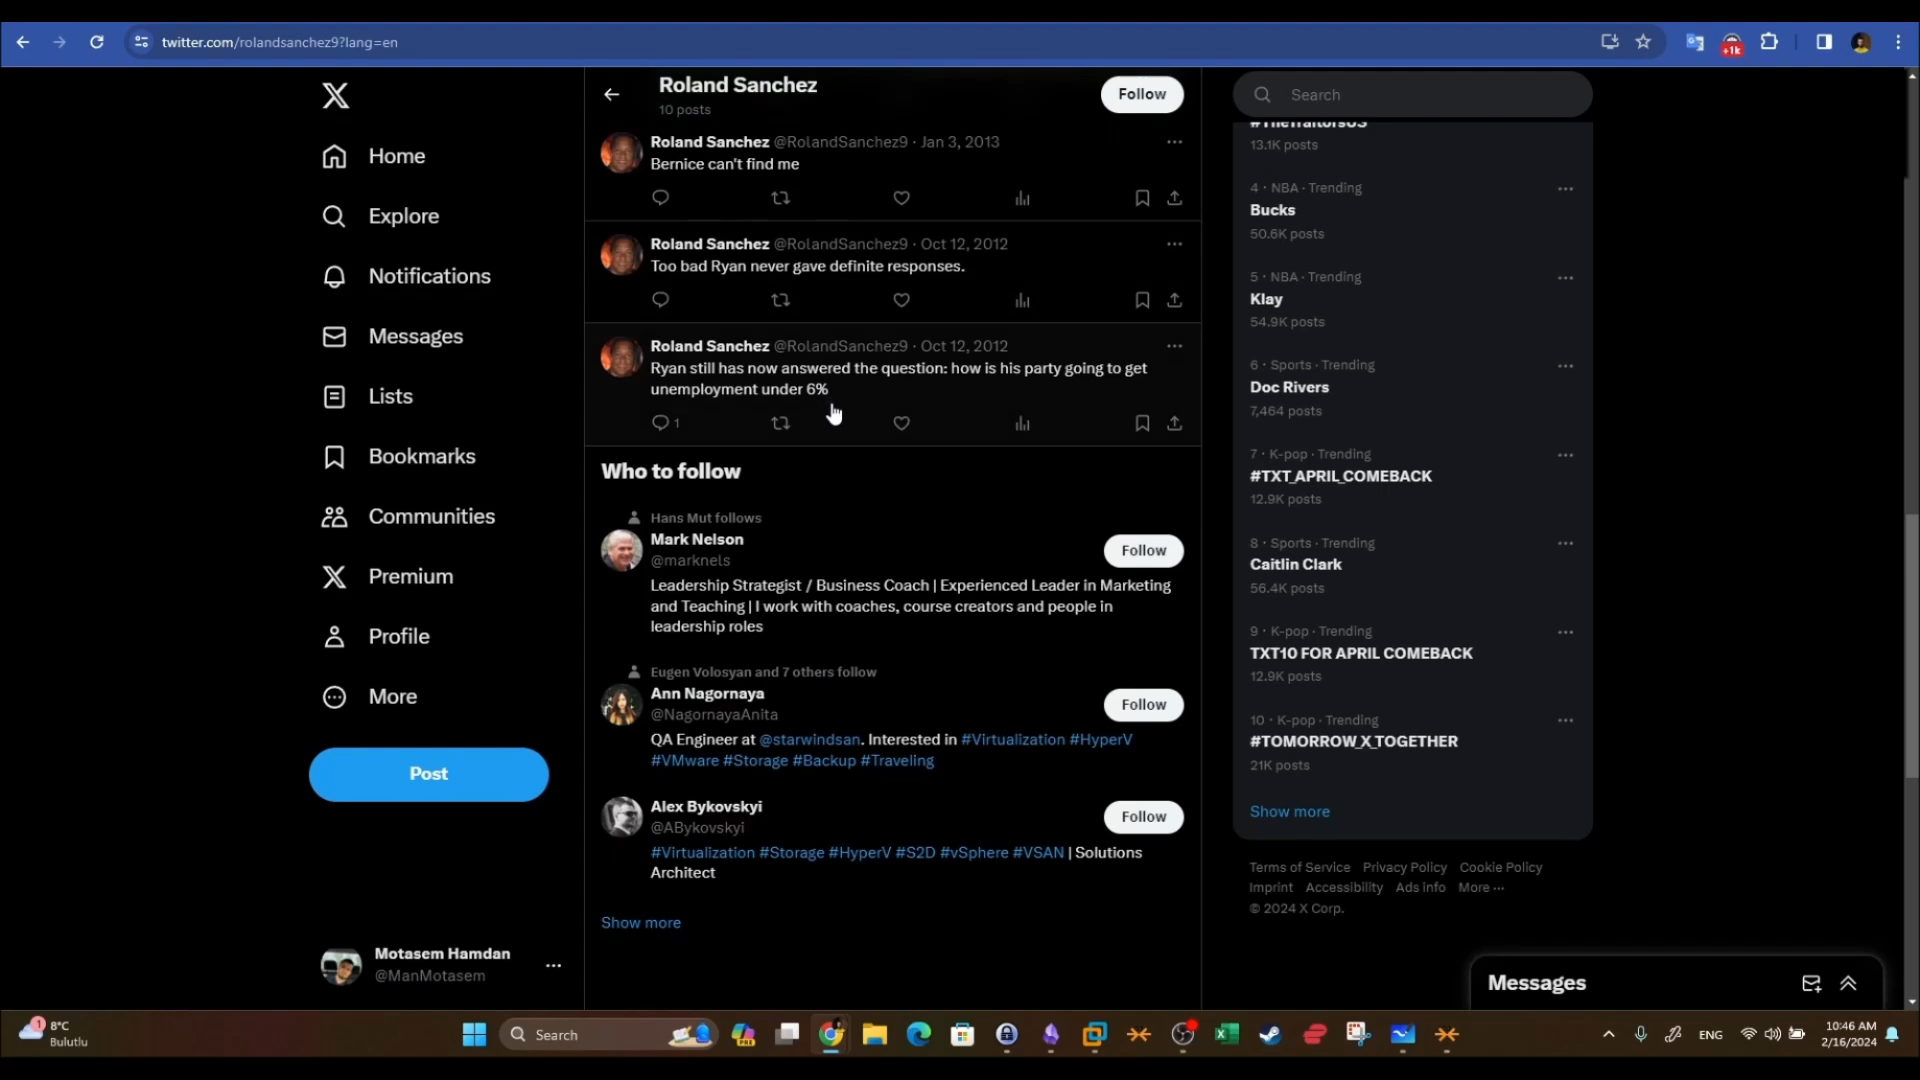 twitter.com/rolandsanchez9?lang=en
+1k
Home
Explore
Notifications
Messages
Lists
Bookmarks
Communities
Premium
Profile
More
Post
Motasem Hamdan
@ManMotasem
Roland Sanchez
10 posts
Follow
Roland Sanchez @RolandSanchez9 · Jan 3, 2013
Bernice can't find me
Roland Sanchez @RolandSanchez9 · Oct 12, 2012
Too bad Ryan never gave definite responses.
Roland Sanchez @RolandSanchez9 · Oct 12, 2012
Ryan still has now answered the question: how is his party going to get
unemployment under 6%
1
Who to follow
Hans Mut follows
Mark Nelson
@marknels
Follow
Leadership Strategist / Business Coach | Experienced Leader in Marketing
and Teaching | I work with coaches, course creators and people in
leadership roles
Eugen Volosyan and 7 others follow
Ann Nagornaya
@NagornayaAnita
Follow
QA Engineer at @starwindsan. Interested in #Virtualization #HyperV
#VMware #Storage #Backup #Traveling
Alex Bykovskyi
@ABykovskyi
Follow
#Virtualization #Storage #HyperV #S2D #vSphere #VSAN | Solutions
Architect
Show more
Search
#TheTraitorsUS
13.1K posts
4 · NBA · Trending
Bucks
50.6K posts
5 · NBA · Trending
Klay
54.9K posts
6 · Sports · Trending
Doc Rivers
7,464 posts
7 · K-pop · Trending
#TXT_APRIL_COMEBACK
12.9K posts
8 · Sports · Trending
Caitlin Clark
56.4K posts
9 · K-pop · Trending
TXT10 FOR APRIL COMEBACK
12.9K posts
10 · K-pop · Trending
#TOMORROW_X_TOGETHER
21K posts
Show more
Terms of Service Privacy Policy Cookie Policy
Imprint Accessibility Ads info More ···
© 2024 X Corp.
Messages
1
8°C
Bulutlu
Search
PRE
ENG
10:46 AM
2/16/2024